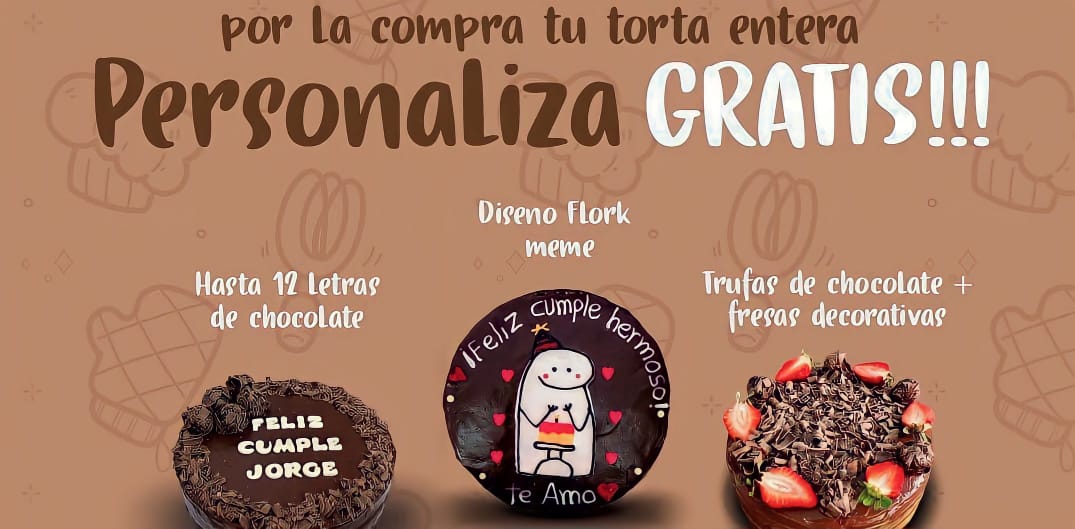 por la compra tu torta entera
Personaliza GRATIS!!!
Diseno Flork
meme
Hasta 12 letras
de chocolate
Trufas de chocolate +
fresas decorativas
FELIZ
CUMPLE
JORGE
¡Feliz cumple hermoso!
Te Amo